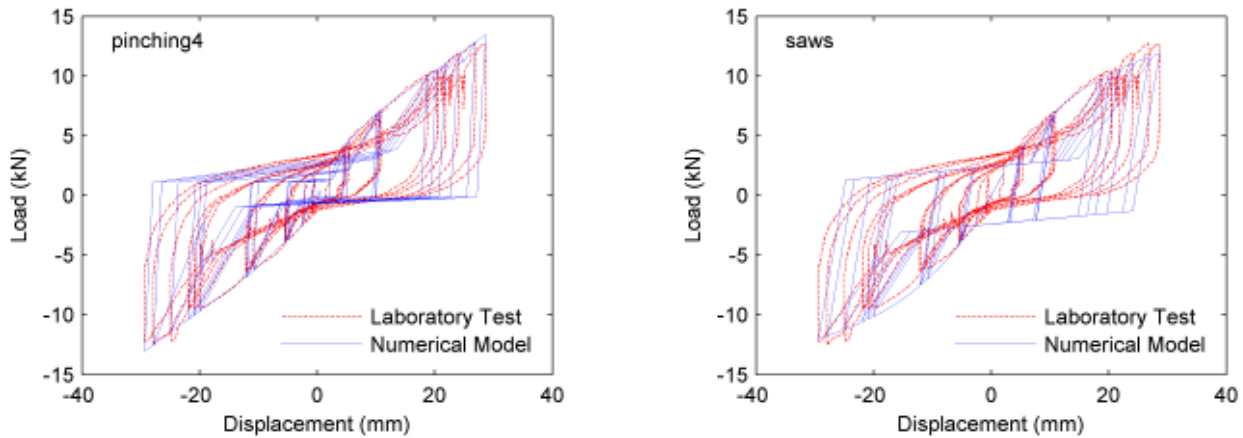 pinching4
15
10
5
0
-5
-10
-15
Load (kN)
-40
-20
0
20
40
Displacement (mm)
Laboratory Test
Numerical Model
saws
15
10
5
0
-5
-10
-15
Load (kN)
-40
-20
0
20
40
Displacement (mm)
Laboratory Test
Numerical Model